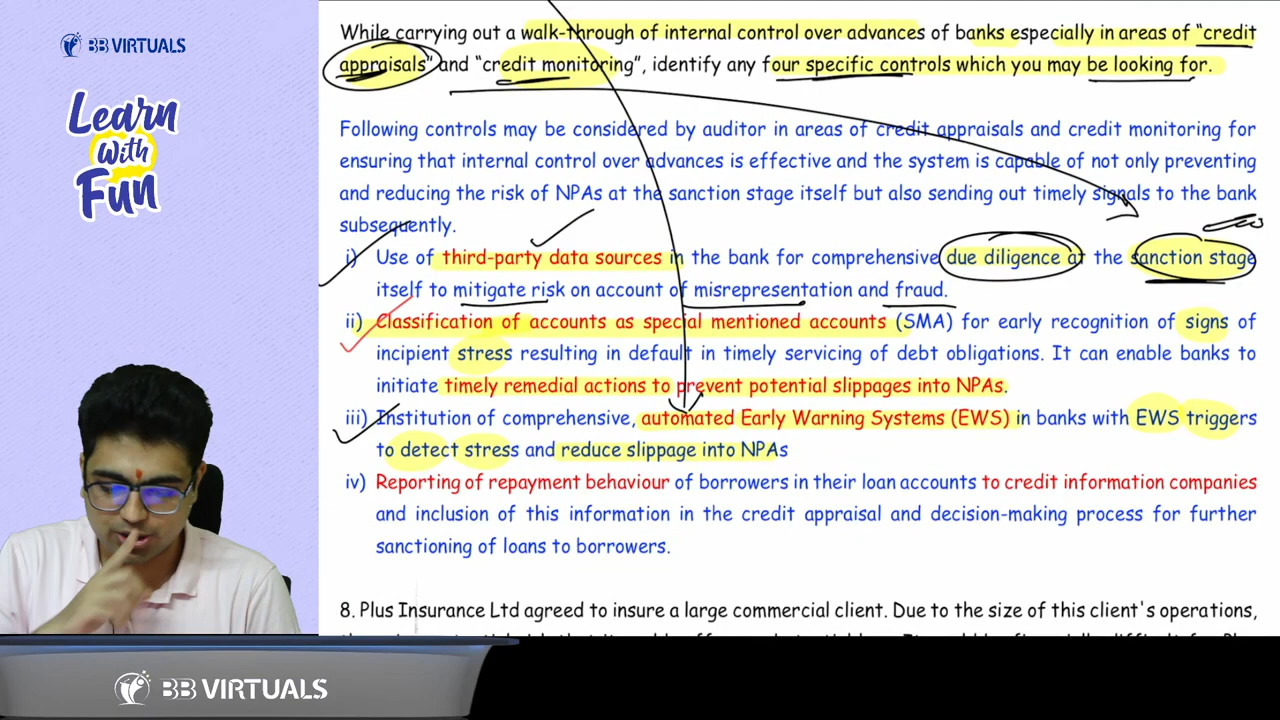 BB VIRTUALS
Learn
With
Fun
While carrying out a walk-through of internal control over advances of banks especially in areas of “credit
appraisals” and “credit monitoring”, identify any four specific controls which you may be looking for.
Following controls may be considered by auditor in areas of credit appraisals and credit monitoring for
ensuring that internal control over advances is effective and the system is capable of not only preventing
and reducing the risk of NPAs at the sanction stage itself but also sending out timely signals to the bank
subsequently.
i) Use of third-party data sources in the bank for comprehensive due diligence at the sanction stage
itself to mitigate risk on account of misrepresentation and fraud.
ii) Classification of accounts as special mentioned accounts (SMA) for early recognition of signs of
incipient stress resulting in default in timely servicing of debt obligations. It can enable banks to
initiate timely remedial actions to prevent potential slippages into NPAs.
iii) Institution of comprehensive, automated Early Warning Systems (EWS) in banks with EWS triggers
to detect stress and reduce slippage into NPAs
iv) Reporting of repayment behaviour of borrowers in their loan accounts to credit information companies
and inclusion of this information in the credit appraisal and decision-making process for further
sanctioning of loans to borrowers.
8. Plus Insurance Ltd agreed to insure a large commercial client. Due to the size of this client's operations,
BB VIRTUALS